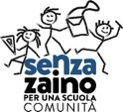 senza
zaino
PER UNA SCUOLA
COMUNITÀ